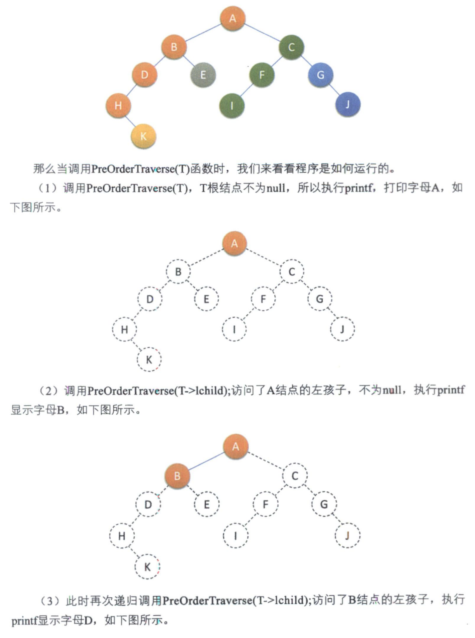 A
B C
D E F G
H I J
K
那么当调用PreOrderTraverse(T)函数时，我们来看看程序是如何运行的。
（1）调用PreOrderTraverse(T)，T根结点不为null，所以执行printf，打印字母A，如
下图所示。
A
B C
D E F G
H I J
K
（2）调用PreOrderTraverse(T->lchild);访问了A结点的左孩子，不为null，执行printf
显示字母B，如下图所示。
A
B C
D E F G
H I J
K
（3）此时再次递归调用PreOrderTraverse(T->lchild);访问了B结点的左孩子，执行
printf显示字母D，如下图所示。